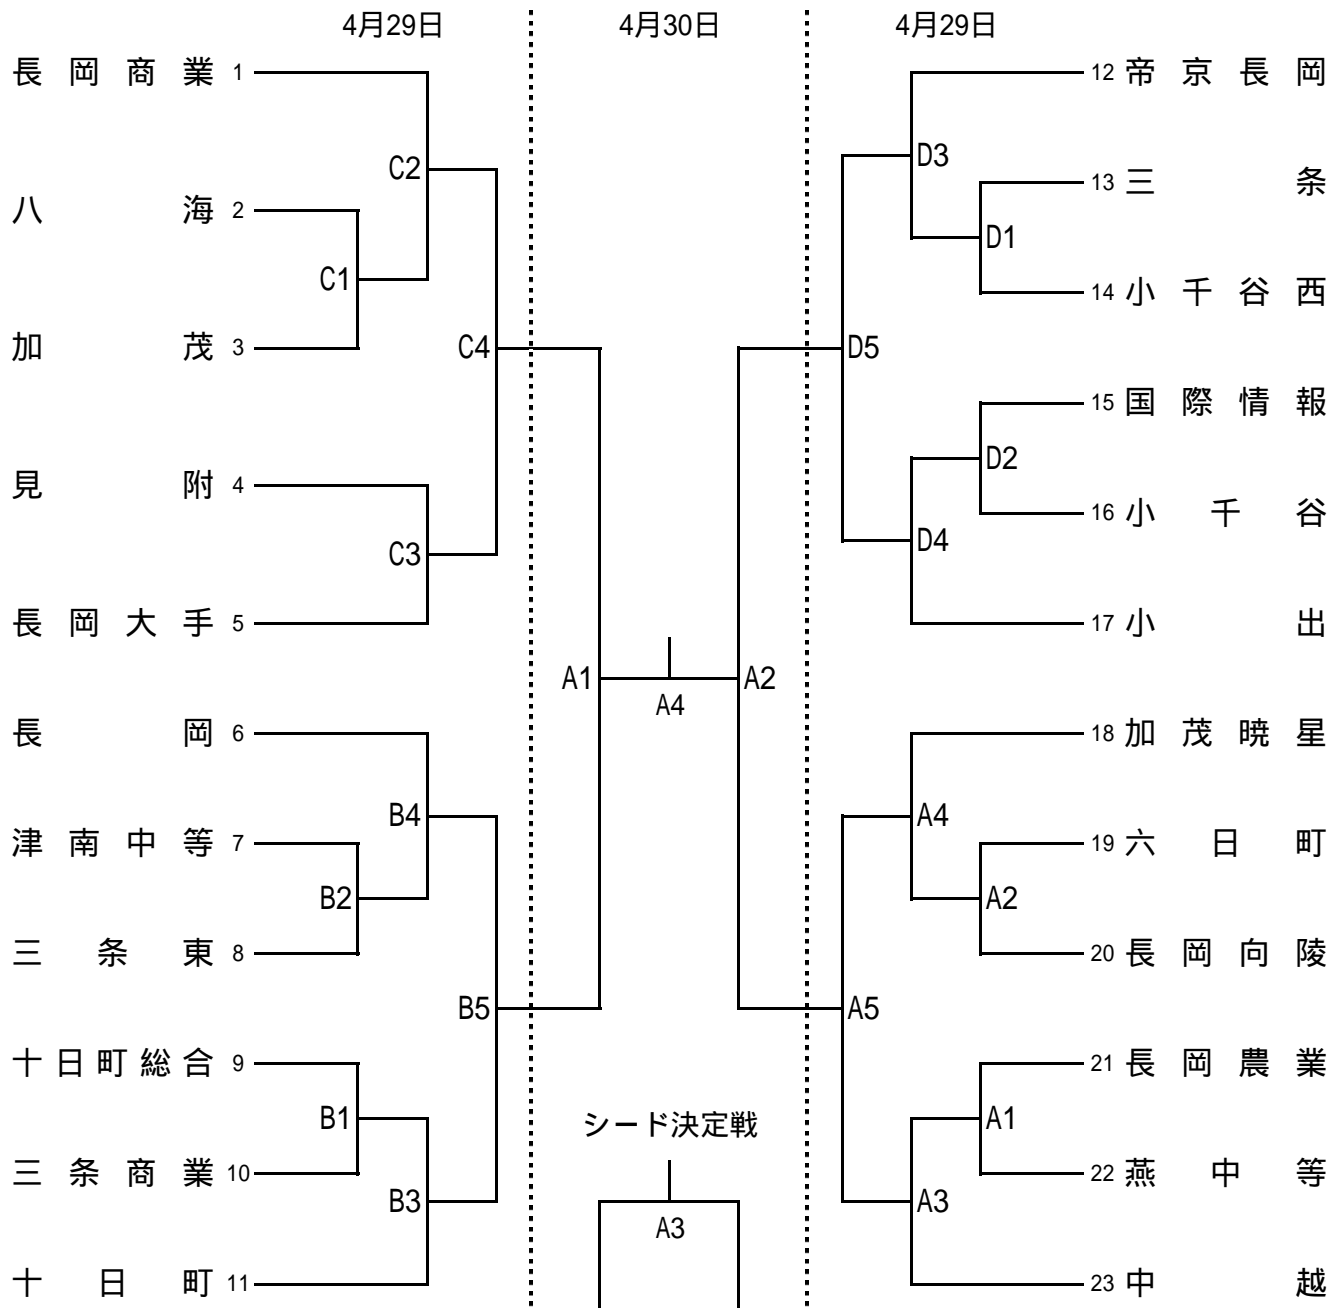 4月29日 4月30日 4月29日
長岡商業 1
12 帝京長岡
D3
C2
13 三条
八海 2
D1
C1
14 小千谷西
加茂 3
C4
D5
15 国際情報
D2
見附 4
16 小千谷
D4
C3
長岡大手 5
17 小出
A1
A2
A4
長岡 6
18 加茂暁星
B4
A4
津南中等 7
19 六日町
B2
A2
三条東 8
20 長岡向陵
B5
A5
十日町総合 9
21 長岡農業
B1
シード決定戦
A1
三条商業 10
22 燕中等
B3
A3
A3
十日町 11
23 中越